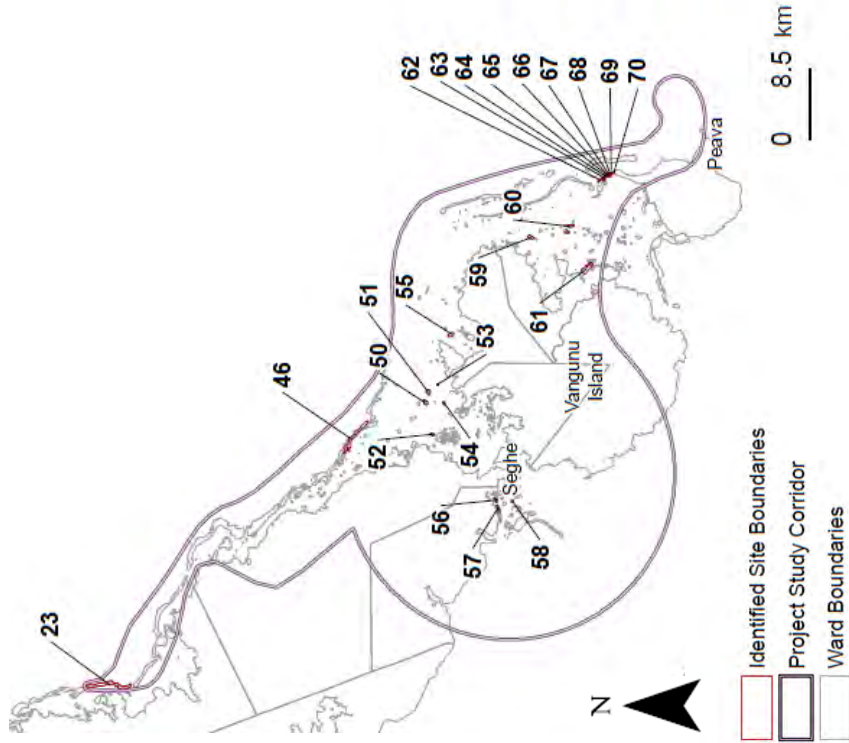 23
46
50
51
55
52
54
53
56
57
58
Seghe
Vangunu
Island
59
60
61
62
63
64
65
66
67
68
69
70
Peava
N
0 8.5 km
Identified Site Boundaries
Project Study Corridor
Ward Boundaries